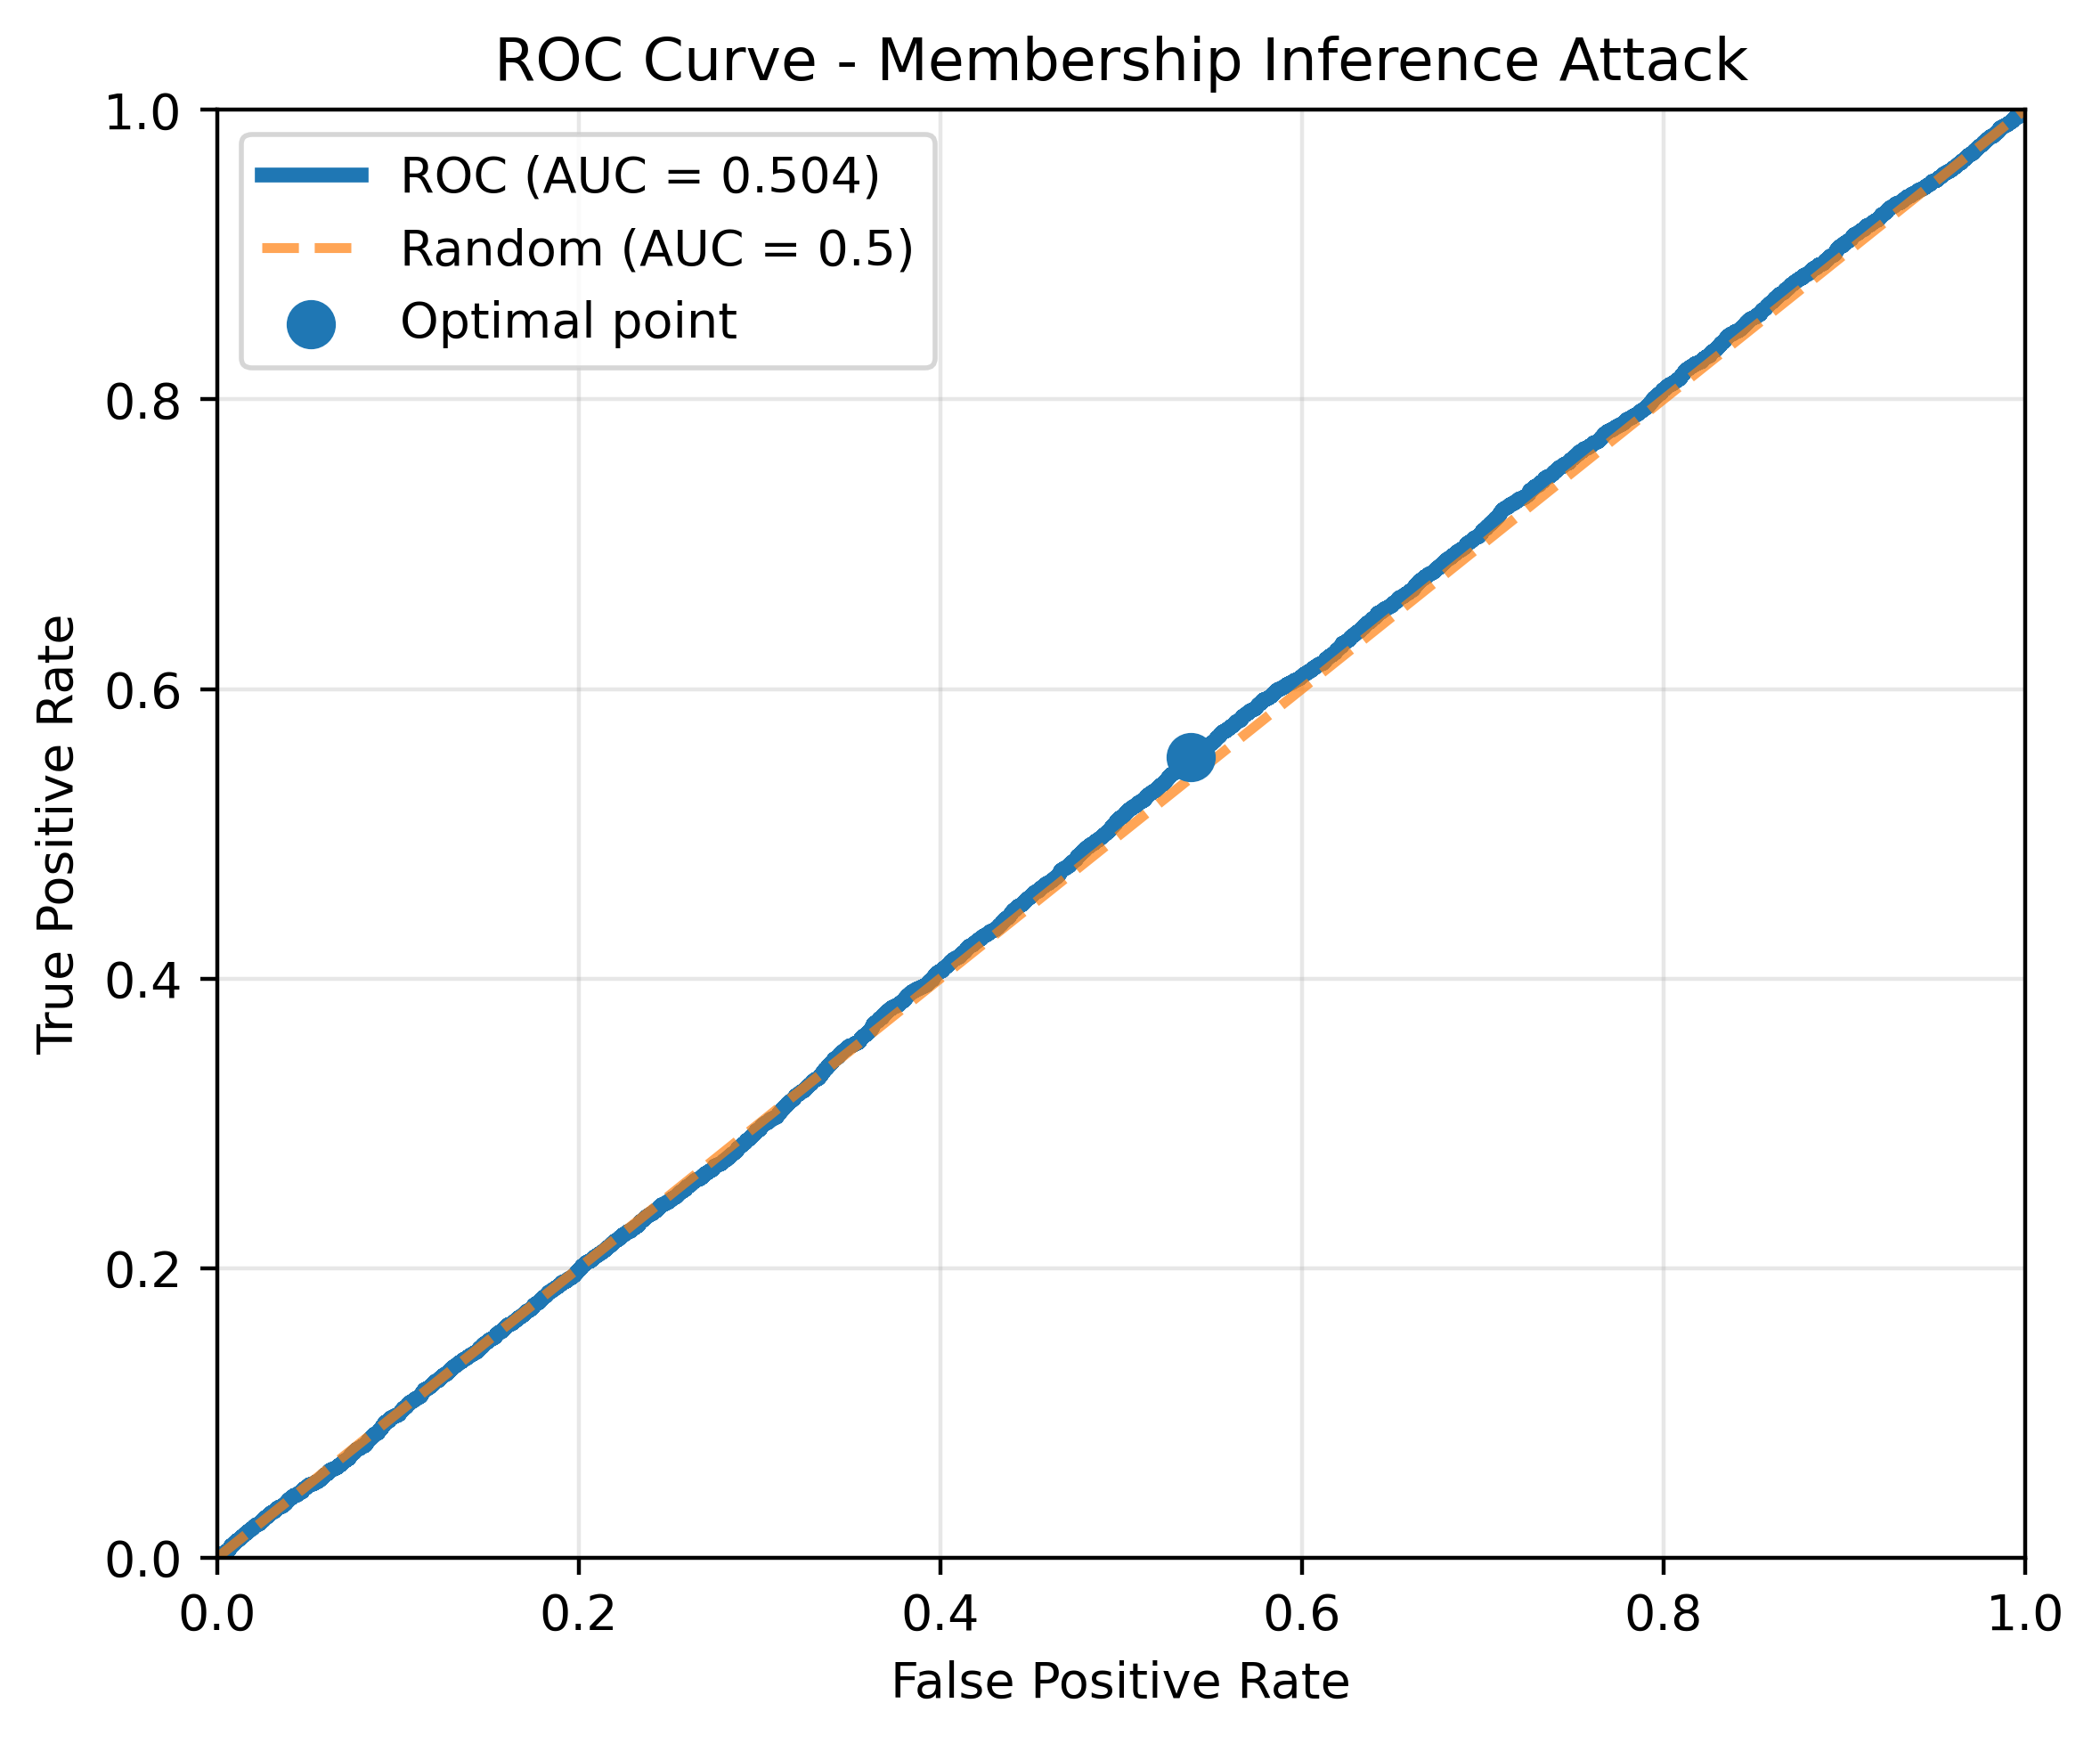 ROC Curve - Membership Inference Attack
1.0
ROC (AUC = 0.504)
Random (AUC = 0.5)
Optimal point
0.8
0.6
0.4
0.2
0.0
True Positive Rate
0.0 0.2 0.4 0.6 0.8 1.0
False Positive Rate